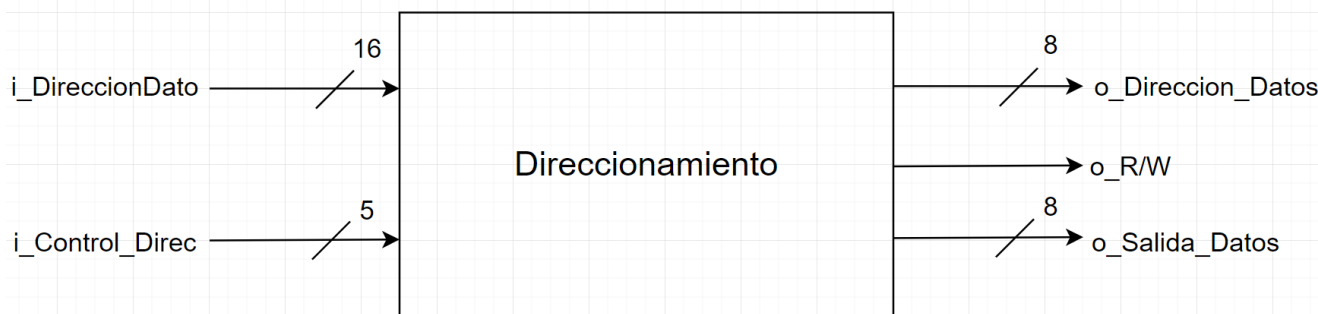 16
i_DireccionDato
5
i_Control_Direc
Direccionamiento
8
o_Direccion_Datos
o_R/W
8
o_Salida_Datos